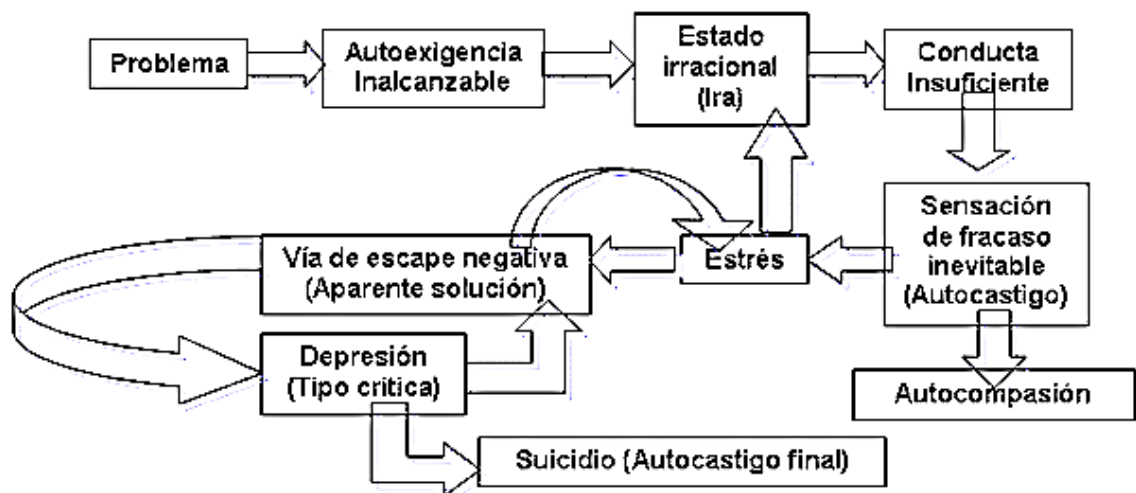 Problema
Autoexigencia
Inalcanzable
Estado
irracional
(Ira)
Conducta
Insuficiente
Sensación
de fracaso
inevitable
(Autocastigo)
Estrés
Vía de escape negativa
(Aparente solución)
Depresión
(Tipo crítica)
Autocompasión
Suicidio (Autocastigo final)